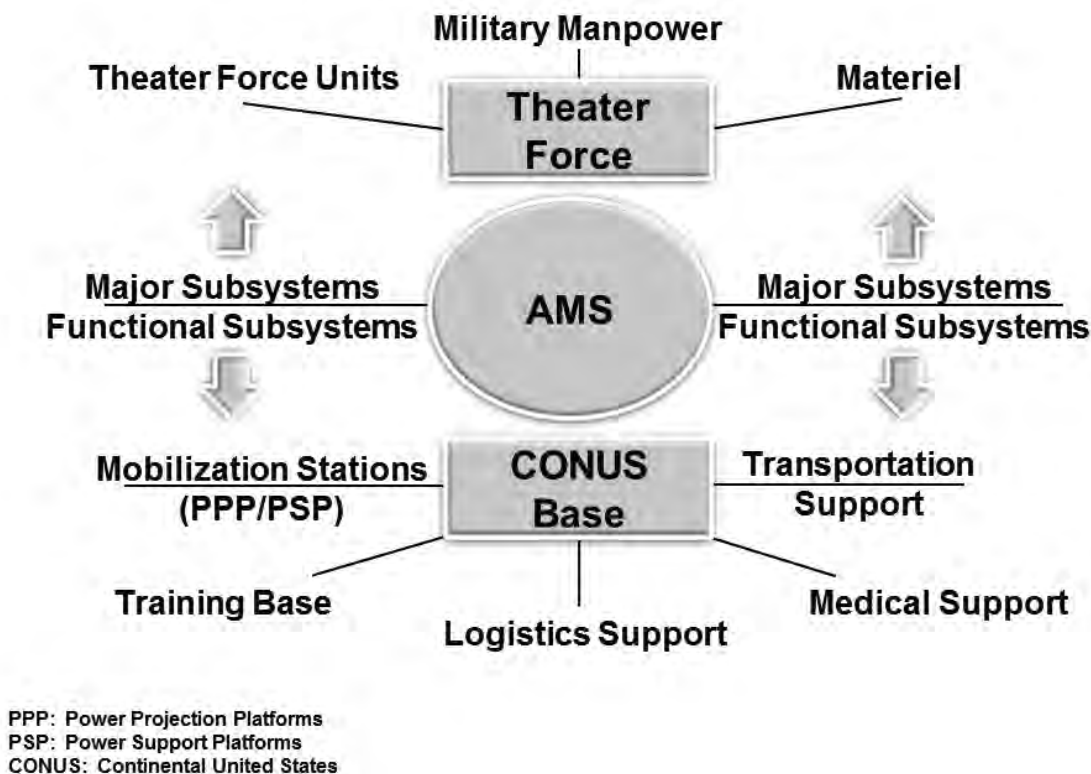 Military Manpower
Theater Force Units
Materiel
Theater
Force
Major Subsystems
Functional Subsystems
AMS
Major Subsystems
Functional Subsystems
Mobilization Stations
(PPP/PSP)
CONUS
Base
Transportation
Support
Training Base
Logistics Support
Medical Support
PPP: Power Projection Platforms
PSP: Power Support Platforms
CONUS: Continental United States